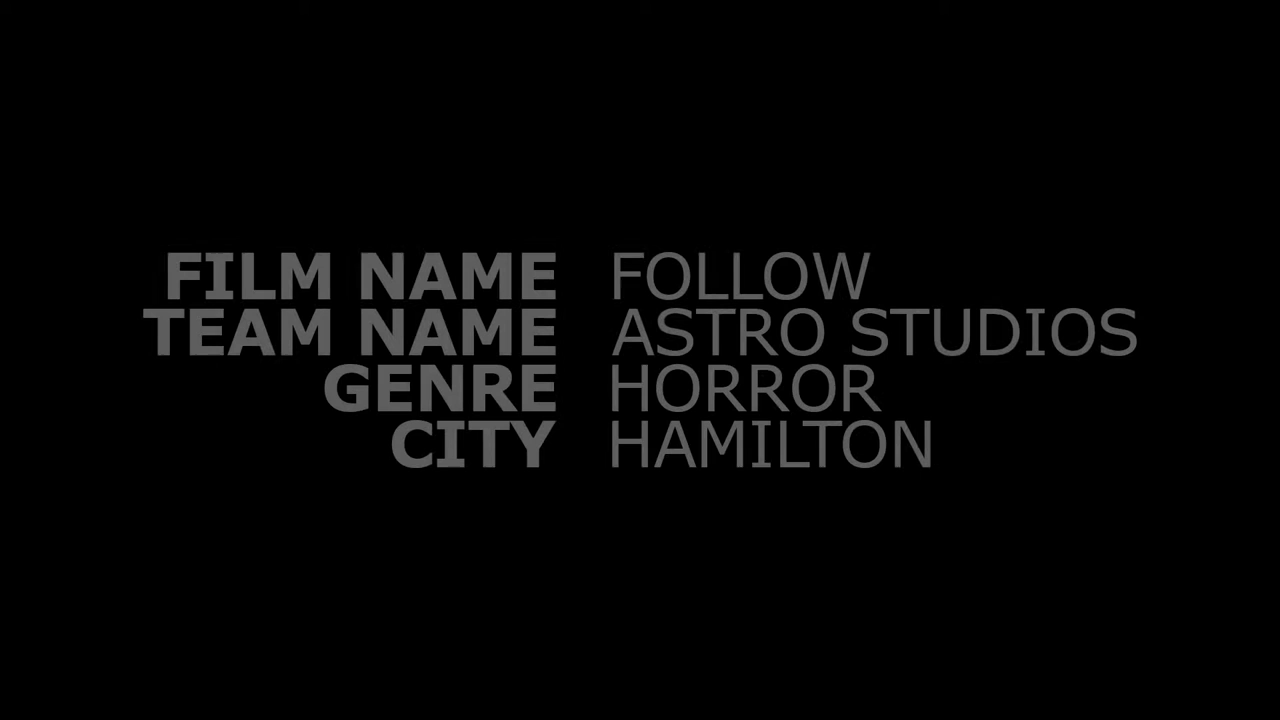 FILM NAME FOLLOW
TEAM NAME ASTRO STUDIOS
GENRE HORROR
CITY HAMILTON